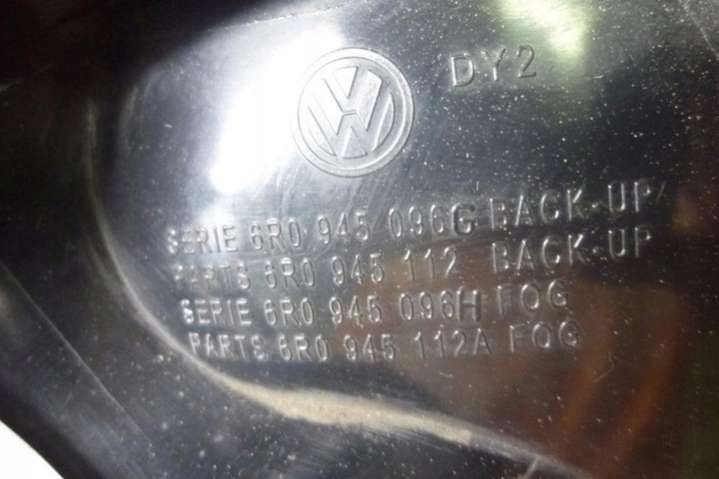 DY2
SERIE 6R0 945 096G BACK-UP
PARTS 6R0 945 112 BACK-UP
SERIE 6R0 945 096H FOG
PARTS 6R0 945 112A FOG